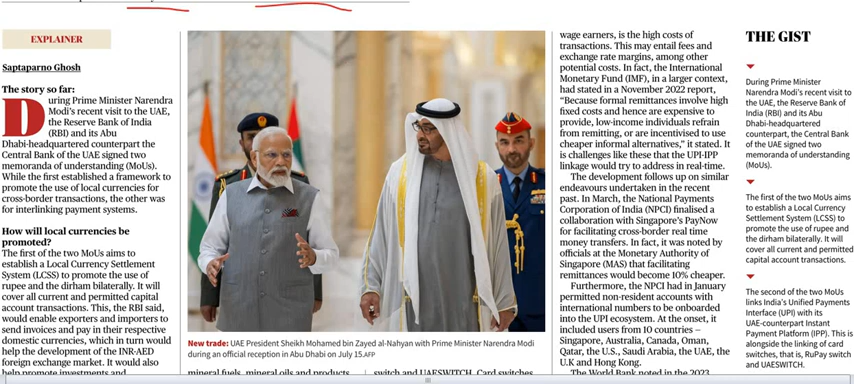 EXPLAINER
Saptaparno Ghosh
The story so far:
During Prime Minister Narendra
Modi's recent visit to the UAE,
the Reserve Bank of India
(RBI) and its Abu
Dhabi-headquartered counterpart the
Central Bank of the UAE signed two
memoranda of understanding (MoUs).
While the first established a framework to
promote the use of local currencies for
cross-border transactions, the other was
for interlinking payment systems.
How will local currencies be
promoted?
The first of the two MoUs aims to
establish a Local Currency Settlement
System (LCSS) to promote the use of
rupee and the dirham bilaterally. It will
cover all current and permitted capital
account transactions. This, the RBI said,
would enable exporters and importers to
send invoices and pay in their respective
domestic currencies, which in turn would
help the development of the INR-AED
foreign exchange market. It would also
help promote investments and
New trade: UAE President Sheikh Mohamed bin Zayed al-Nahyan with Prime Minister Narendra Modi
during an official reception in Abu Dhabi on July 15. AFP
mineral fuels, mineral oils and products
switch and UAESWITCH. Card switches
wage earners, is the high costs of
transactions. This may entail fees and
exchange rate margins, among other
potential costs. In fact, the International
Monetary Fund (IMF), in a larger context,
had stated in a November 2022 report,
“Because formal remittances involve high
fixed costs and hence are expensive to
provide, low-income individuals refrain
from remitting, or are incentivised to use
cheaper informal alternatives,” it stated. It
is challenges like these that the UPI-IPP
linkage would try to address in real-time.
The development follows up on similar
endeavours undertaken in the recent
past. In March, the National Payments
Corporation of India (NPCI) finalised a
collaboration with Singapore's PayNow
for facilitating cross-border real time
money transfers. In fact, it was noted by
officials at the Monetary Authority of
Singapore (MAS) that facilitating
remittances would become 10% cheaper.
Furthermore, the NPCI had in January
permitted non-resident accounts with
international numbers to be onboarded
into the UPI ecosystem. At the onset, it
included users from 10 countries –
Singapore, Australia, Canada, Oman,
Qatar, the U.S., Saudi Arabia, the UAE, the
U.K and Hong Kong.
The World Bank noted in the 2023
THE GIST
During Prime Minister
Narendra Modi's recent visit to
the UAE, the Reserve Bank of
India (RBI) and its Abu
Dhabi-headquartered
counterpart, the Central Bank
of the UAE signed two
memoranda of understanding
(MoUs).
The first of the two MoUs aims
to establish a Local Currency
Settlement System (LCSS) to
promote the use of rupee and
the dirham bilaterally. It will
cover all current and permitted
capital account transactions.
The second of the two MoUs
links India's Unified Payments
Interface (UPI) with its
UAE-counterpart Instant
Payment Platform (IPP). This is
alongside the linking of card
switches, that is, RuPay switch
and UAESWITCH.